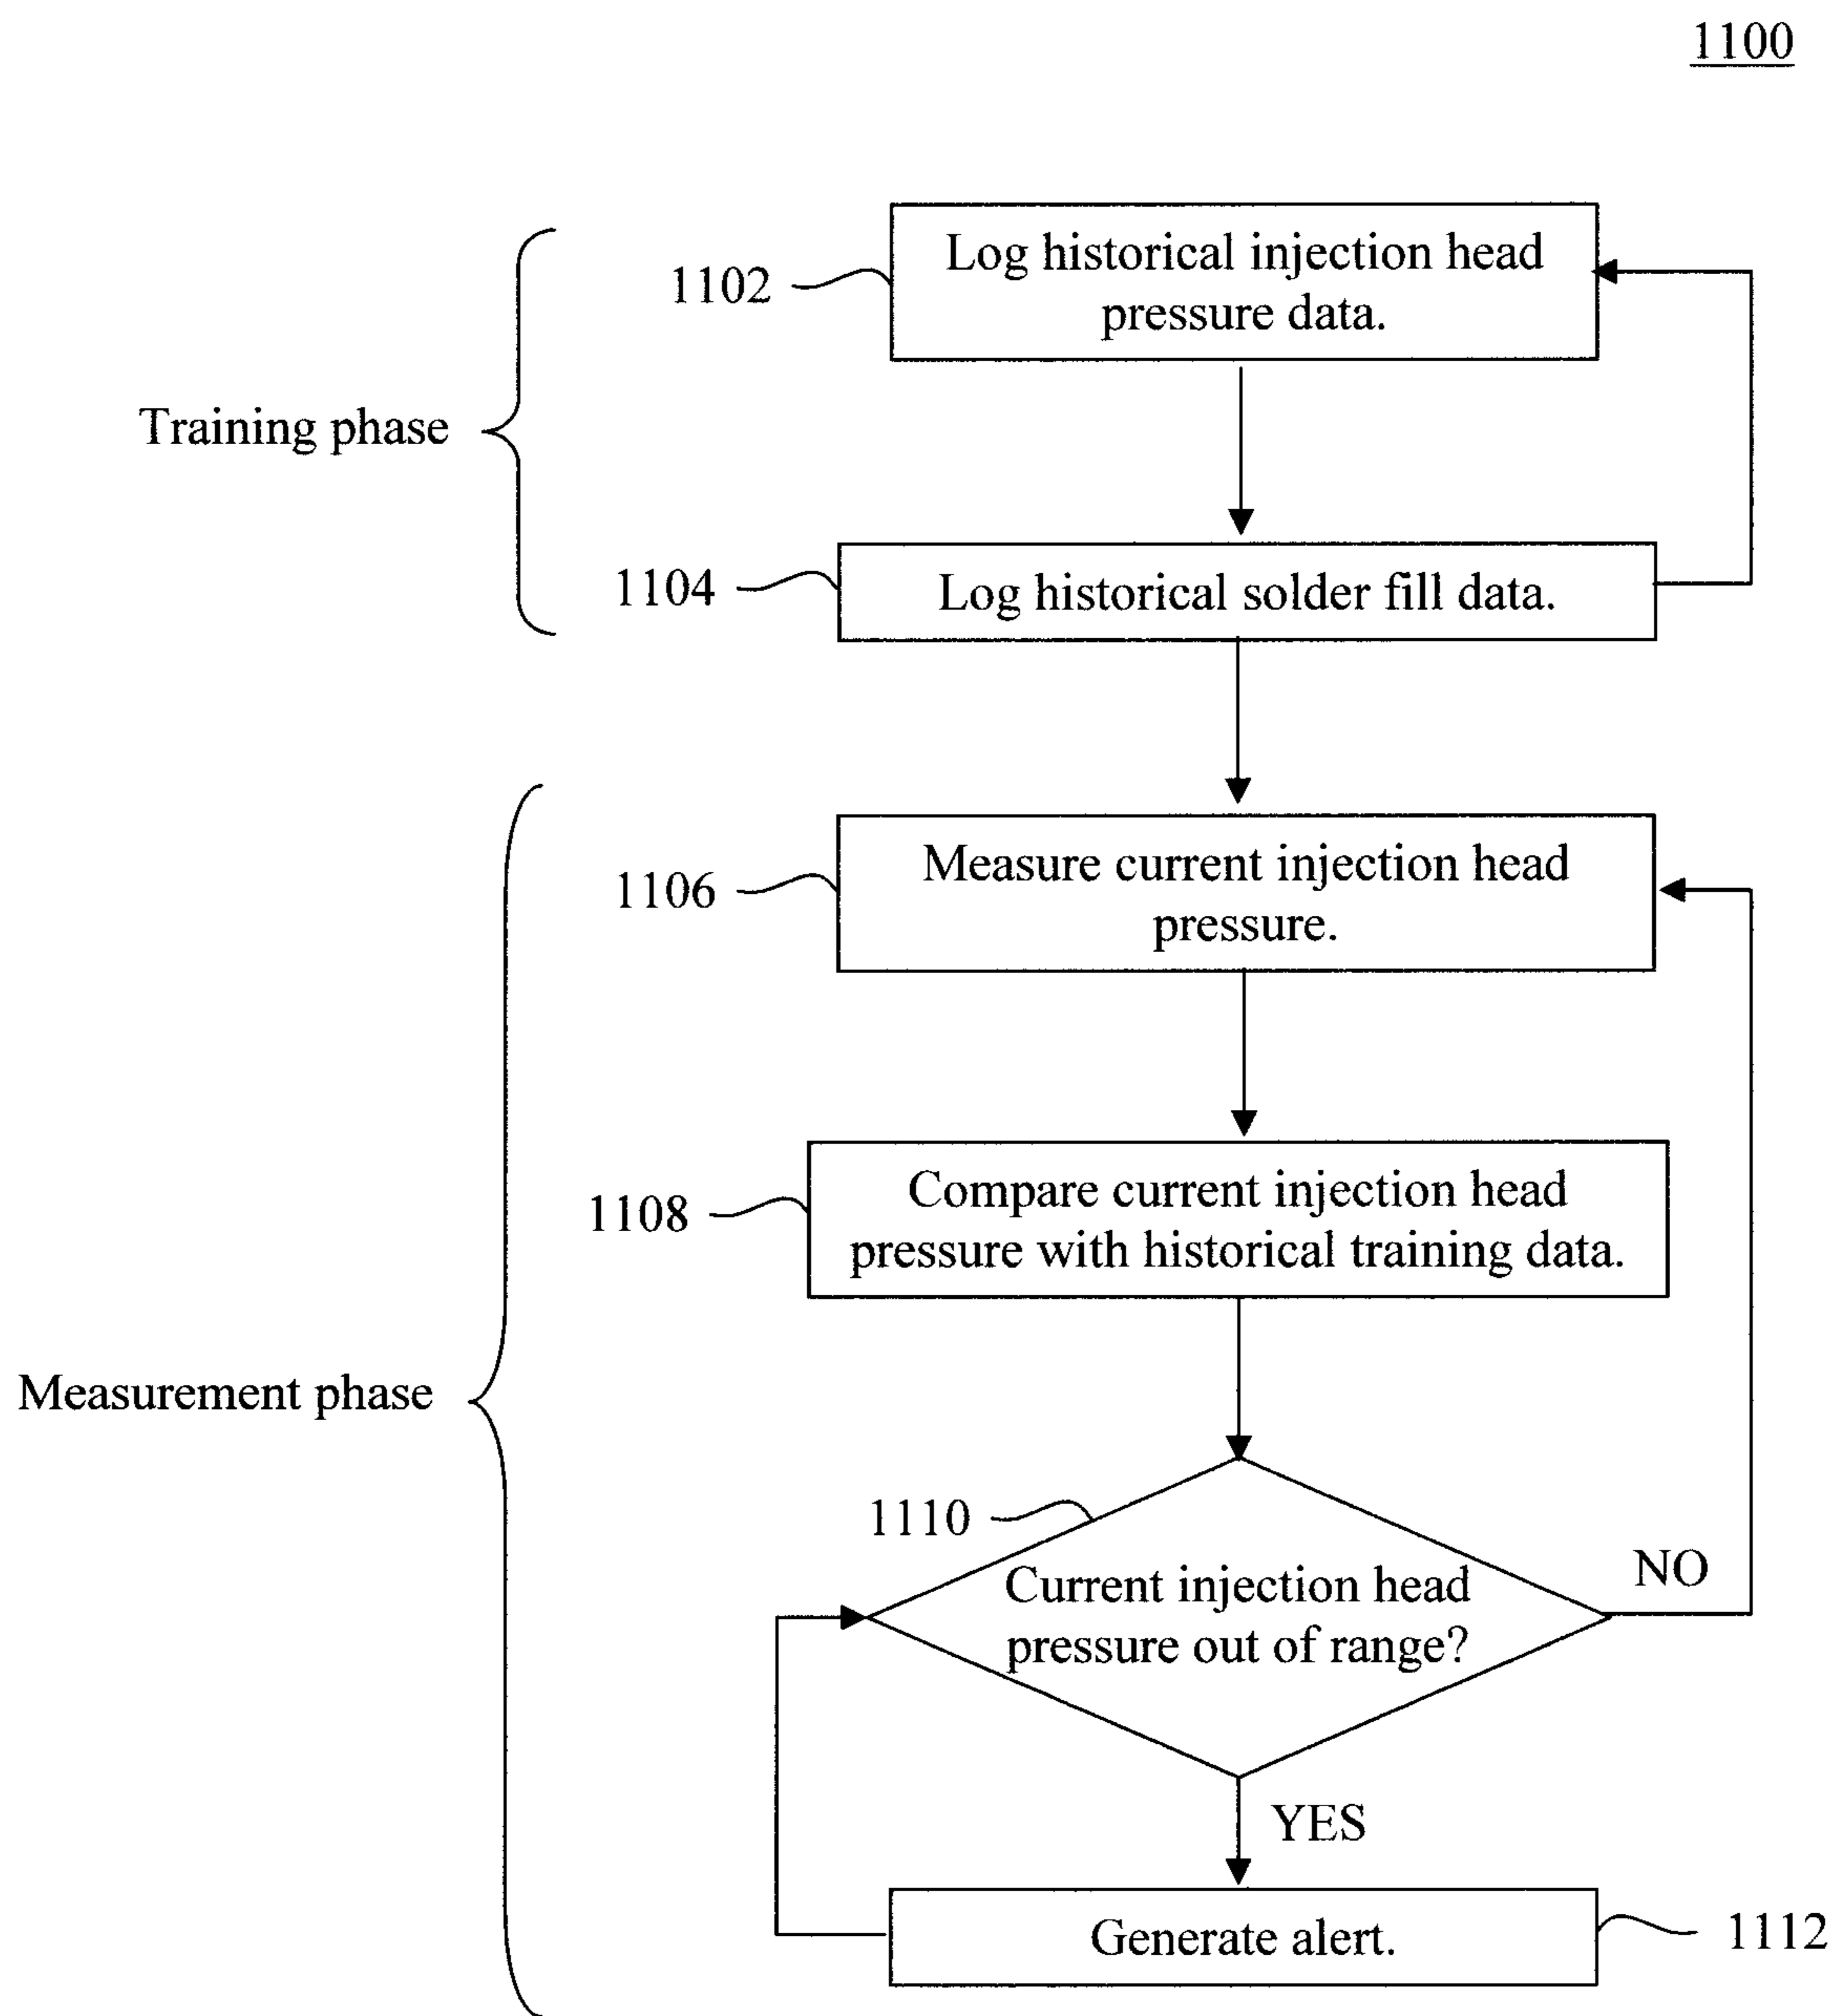 1100
Log historical injection head
pressure data.
1102
Training phase
1104
Log historical solder fill data.
Measure current injection head
pressure.
1106
Compare current injection head
pressure with historical training data.
1108
Measurement phase
1110
Current injection head
pressure out of range?
NO
YES
Generate alert.
1112